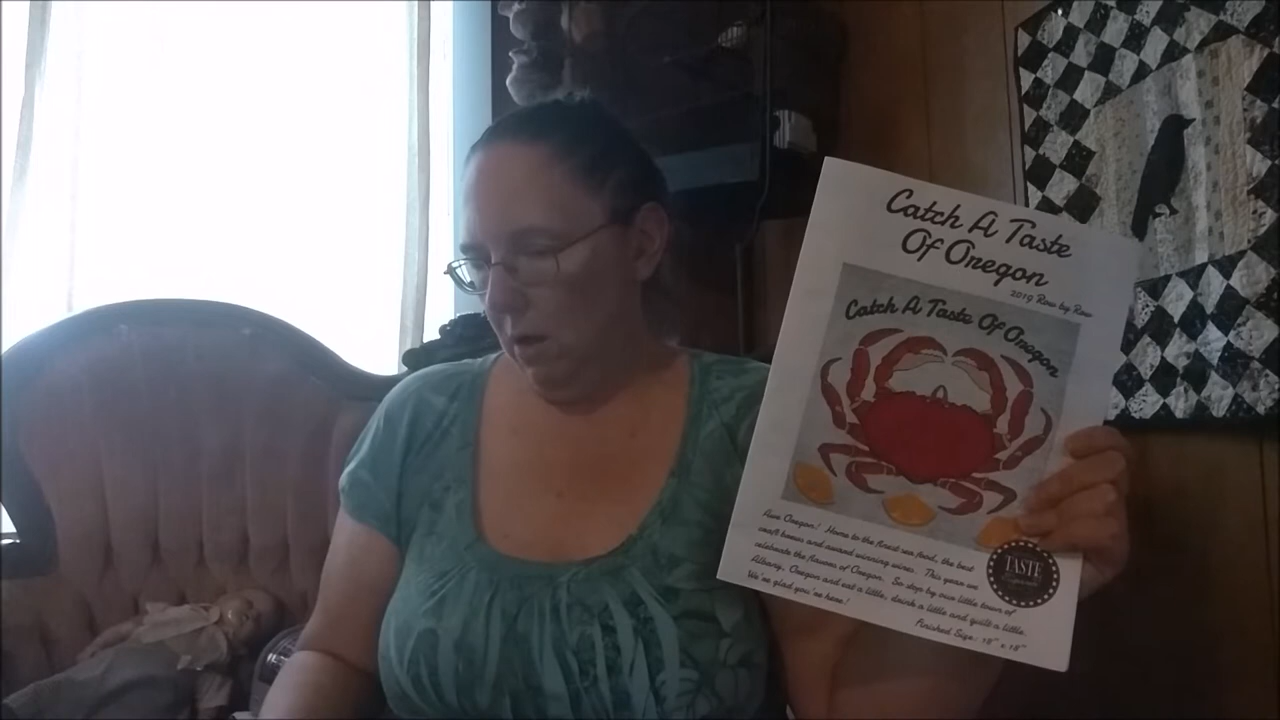 Catch A Taste
Of Oregon
2019 Row by Row
Catch A Taste Of Oregon
Aww Oregon! Home to the finest sea food, the best
craft brews and award winning wines. This year we
celebrate the flavors of Oregon. So stop by our little town of
Albany, Oregon and eat a little, drink a little and quilt a little.
We're glad you're here!
TASTE
Finished Size: 18" x 18"